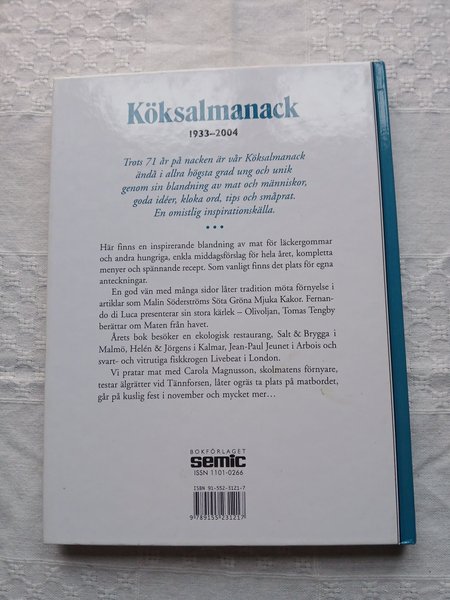 Köksalmanack
1933–2004
Trots 71 år på nacken är vår Köksalmanack
ändå i allra högsta grad ung och unik
genom sin blandning av mat och människor,
goda idéer, kloka ord, tips och småprat.
En omistlig inspirationskälla.
• • •
Här finns en inspirerande blandning av mat för läckergommar
och andra hungriga, enkla middagsförslag för hela året, kompletta
menyer och spännande recept. Som vanligt finns det plats för egna
anteckningar.
En god vän med många sidor låter tradition möta förnyelse i
artiklar som Malin Söderströms Söta Gröna Mjuka Kakor. Fernan-
do di Luca presenterar sin stora kärlek – Olivoljan, Tomas Tengby
berättar om Maten från havet.
Årets bok besöker en ekologisk restaurang, Salt & Brygga i
Malmö, Helén & Jörgens i Kalmar, Jean-Paul Jeunet i Arbois och
svart- och vitrutiga fiskkrogen Livebeat i London.
Vi pratar mat med Carola Magnusson, skolmatens förnyare,
testar älgrätter vid Tännforsen, låter ogräs ta plats på matbordet,
går på kuslig fest i november och mycket mer…
BOKFÖRLAGET
semic
ISSN 1101-0266
ISBN 91-552-3121-7
9 789155 231217